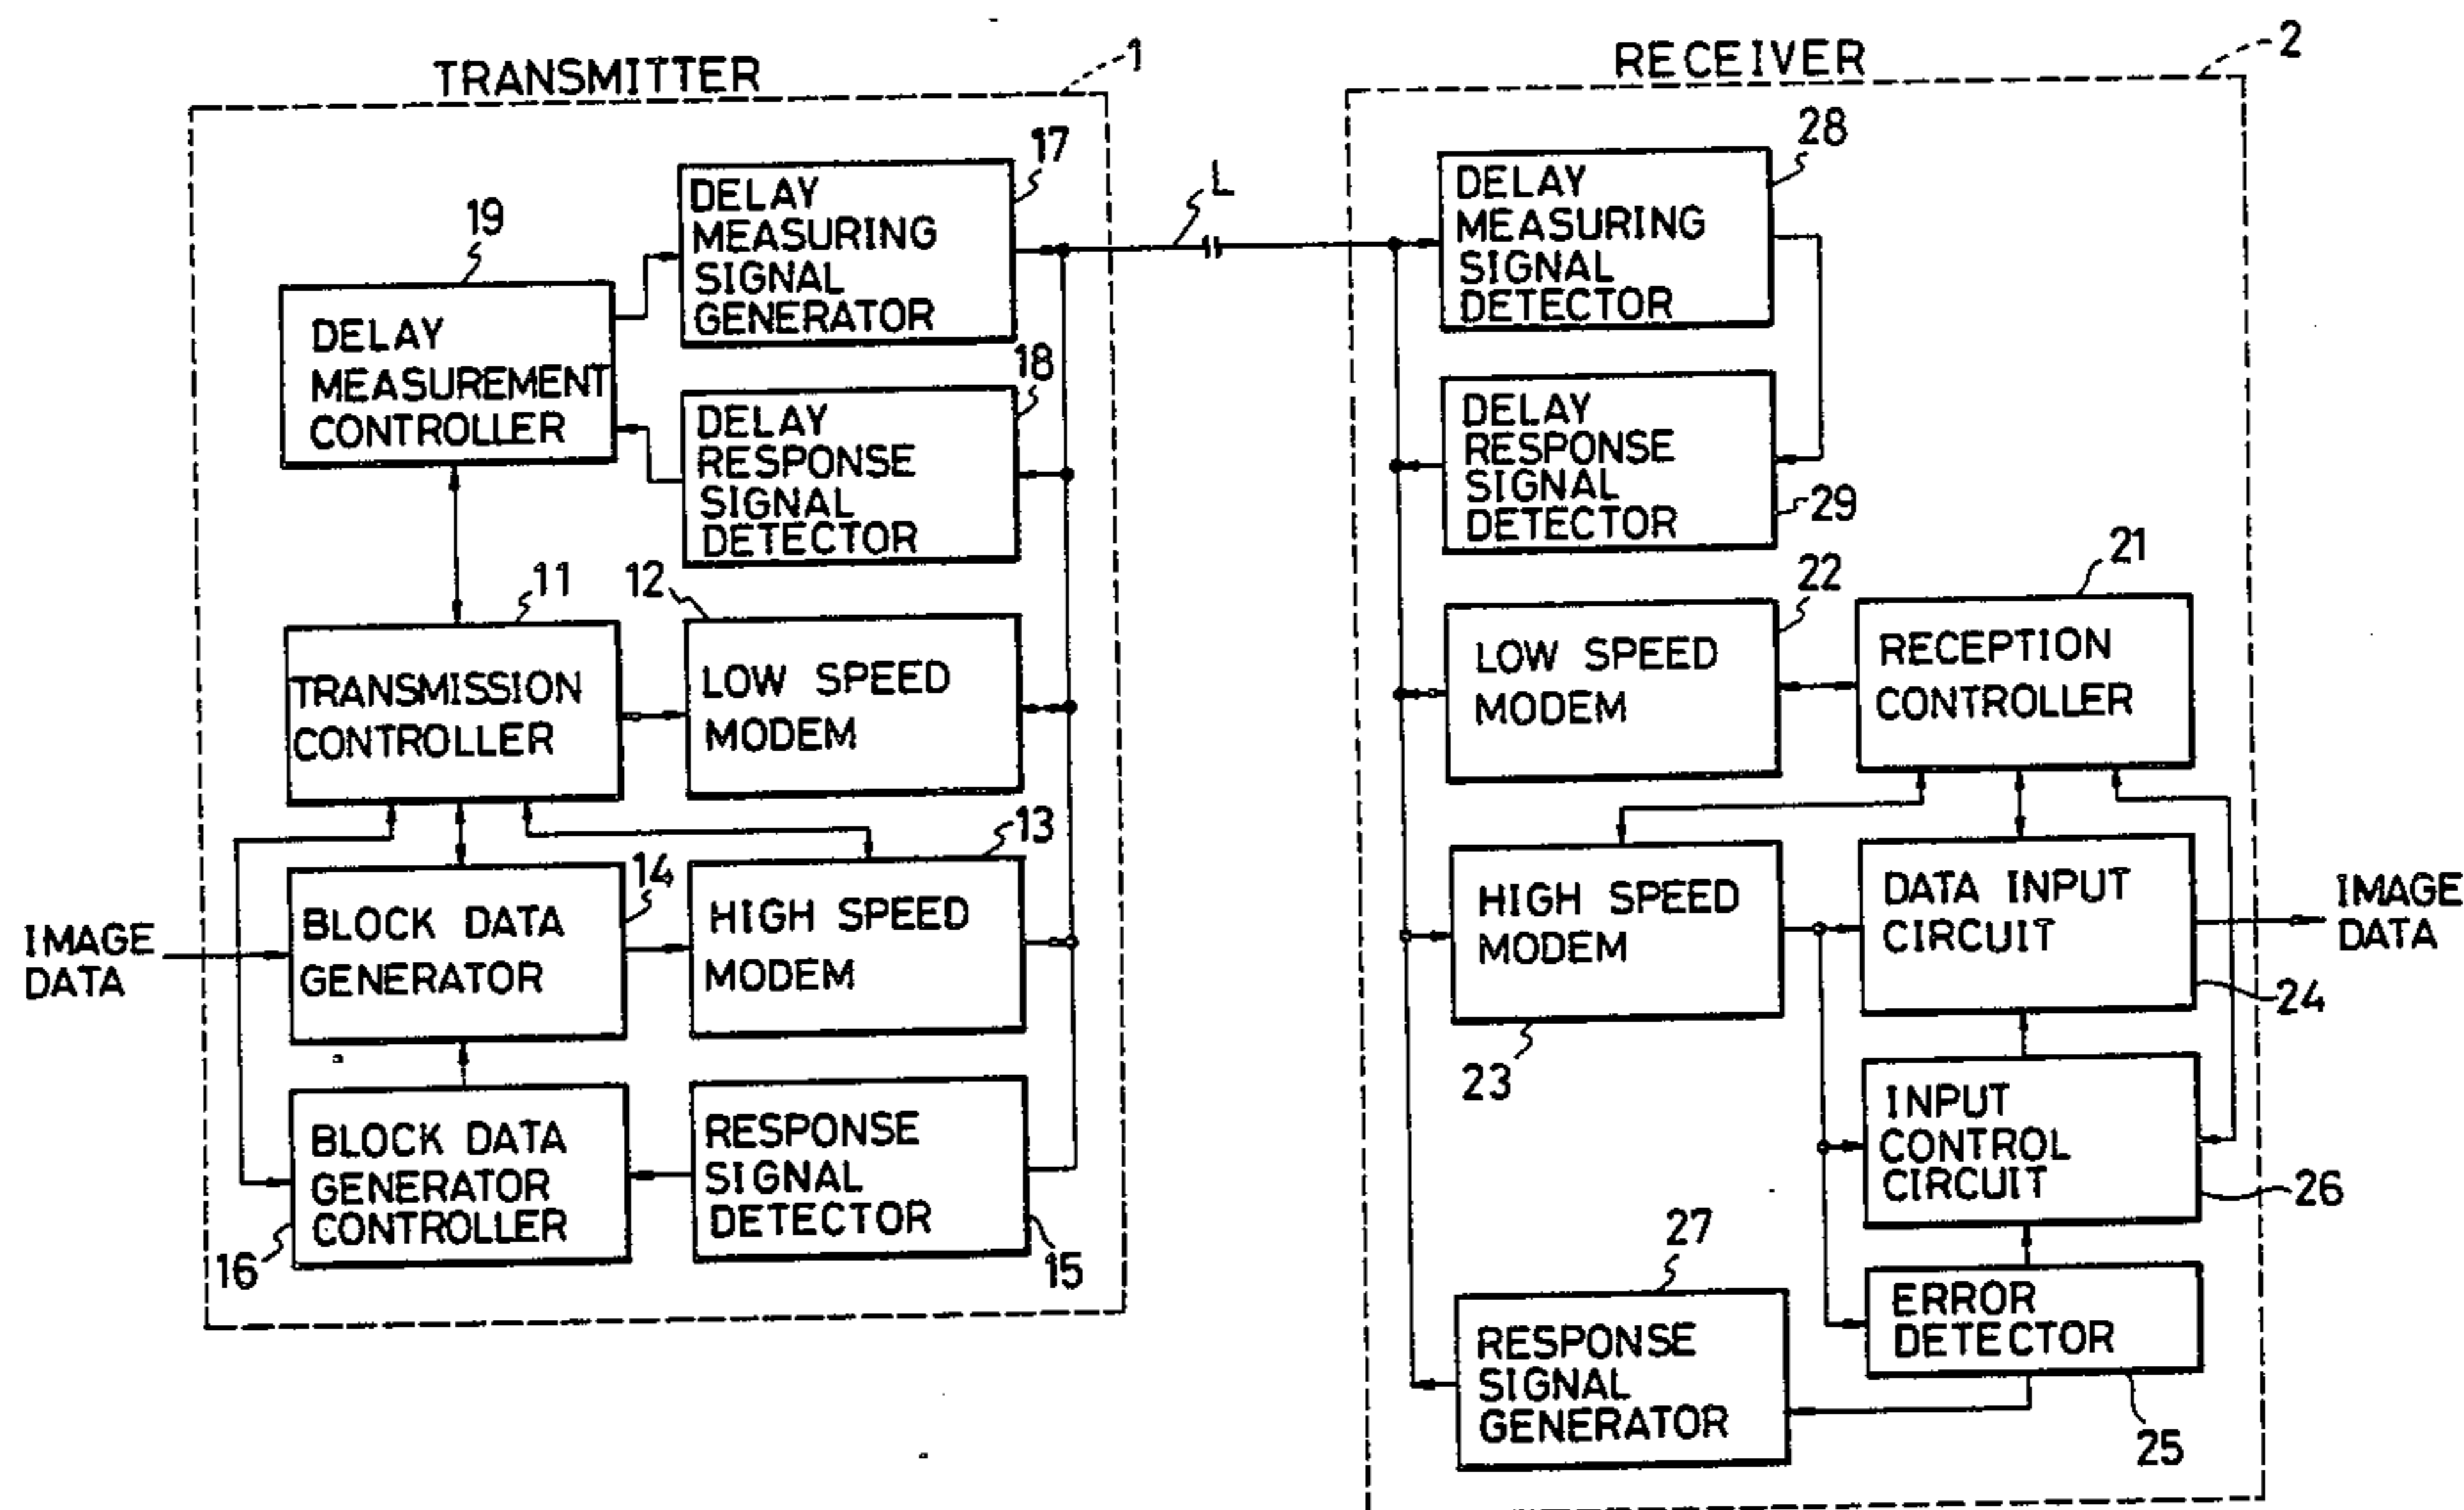 TRANSMITTER
1
RECEIVER
2
17
DELAY
MEASURING
SIGNAL
GENERATOR
19
DELAY
MEASUREMENT
CONTROLLER
18
DELAY
RESPONSE
SIGNAL
DETECTOR
11
TRANSMISSION
CONTROLLER
12
LOW SPEED
MODEM
13
HIGH SPEED
MODEM
14
BLOCK DATA
GENERATOR
IMAGE
DATA
BLOCK DATA
GENERATOR
CONTROLLER
16
RESPONSE
SIGNAL
DETECTOR
15
L
28
DELAY
MEASURING
SIGNAL
DETECTOR
DELAY
RESPONSE
SIGNAL
DETECTOR
29
22
LOW SPEED
MODEM
21
RECEPTION
CONTROLLER
HIGH SPEED
MODEM
23
DATA INPUT
CIRCUIT
24
IMAGE
DATA
INPUT
CONTROL
CIRCUIT
26
27
RESPONSE
SIGNAL
GENERATOR
ERROR
DETECTOR
25